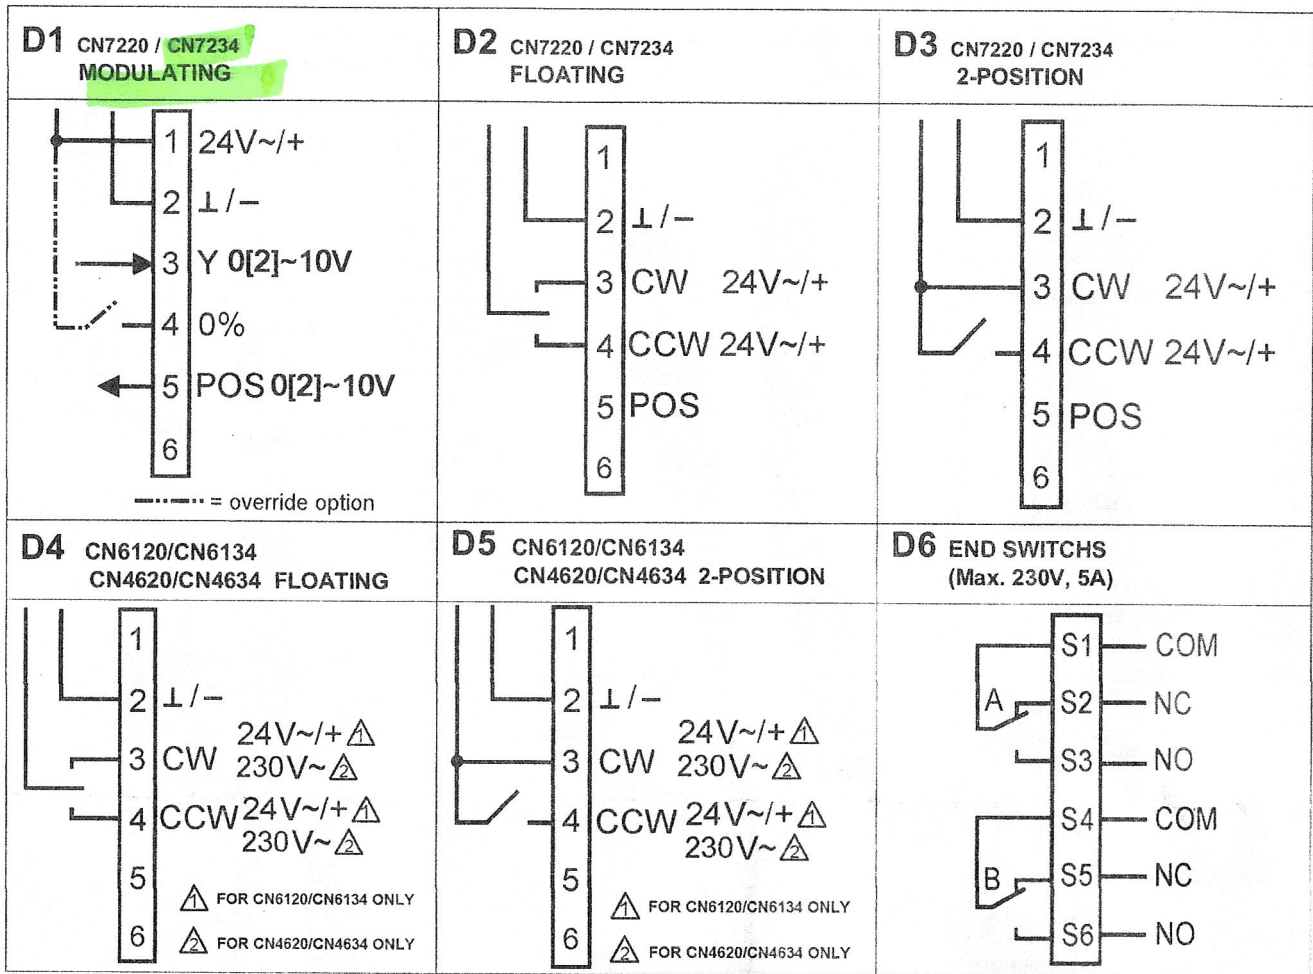 D1 CN7220 / CN7234
MODULATING
1 24V~/+
2 ⊥/−
3 Y 0[2]~10V
4 0%
5 POS 0[2]~10V
6
= override option
D2 CN7220 / CN7234
FLOATING
1
2 ⊥/−
3 CW 24V~/+
4 CCW 24V~/+
5 POS
6
D3 CN7220 / CN7234
2-POSITION
1
2 ⊥/−
3 CW 24V~/+
4 CCW 24V~/+
5 POS
6
D4 CN6120/CN6134
CN4620/CN4634 FLOATING
1
2 ⊥/−
24V~/+ 1
3 CW 230V~ 2
4 CCW 24V~/+ 1
230V~ 2
5
1 FOR CN6120/CN6134 ONLY
6
2 FOR CN4620/CN4634 ONLY
D5 CN6120/CN6134
CN4620/CN4634 2-POSITION
1
2 ⊥/−
24V~/+ 1
3 CW 230V~ 2
4 CCW 24V~/+ 1
230V~ 2
5
1 FOR CN6120/CN6134 ONLY
6
2 FOR CN4620/CN4634 ONLY
D6 END SWITCHS
(Max. 230V, 5A)
S1 COM
A S2 NC
S3 NO
S4 COM
B S5 NC
S6 NO